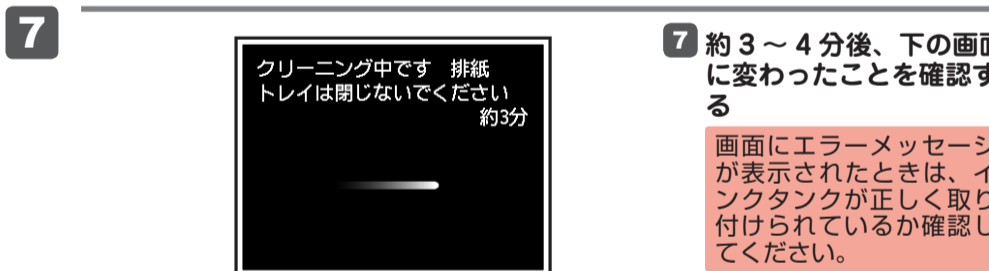 7
クリーニング中です　排紙
トレイは閉じないでください
約3分
7 約 3 ～ 4 分後、下の画面
に変わったことを確認す
る
画面にエラーメッセージ
が表示されたときは、イ
ンクタンクが正しく取り
付けられているか確認し
てください。